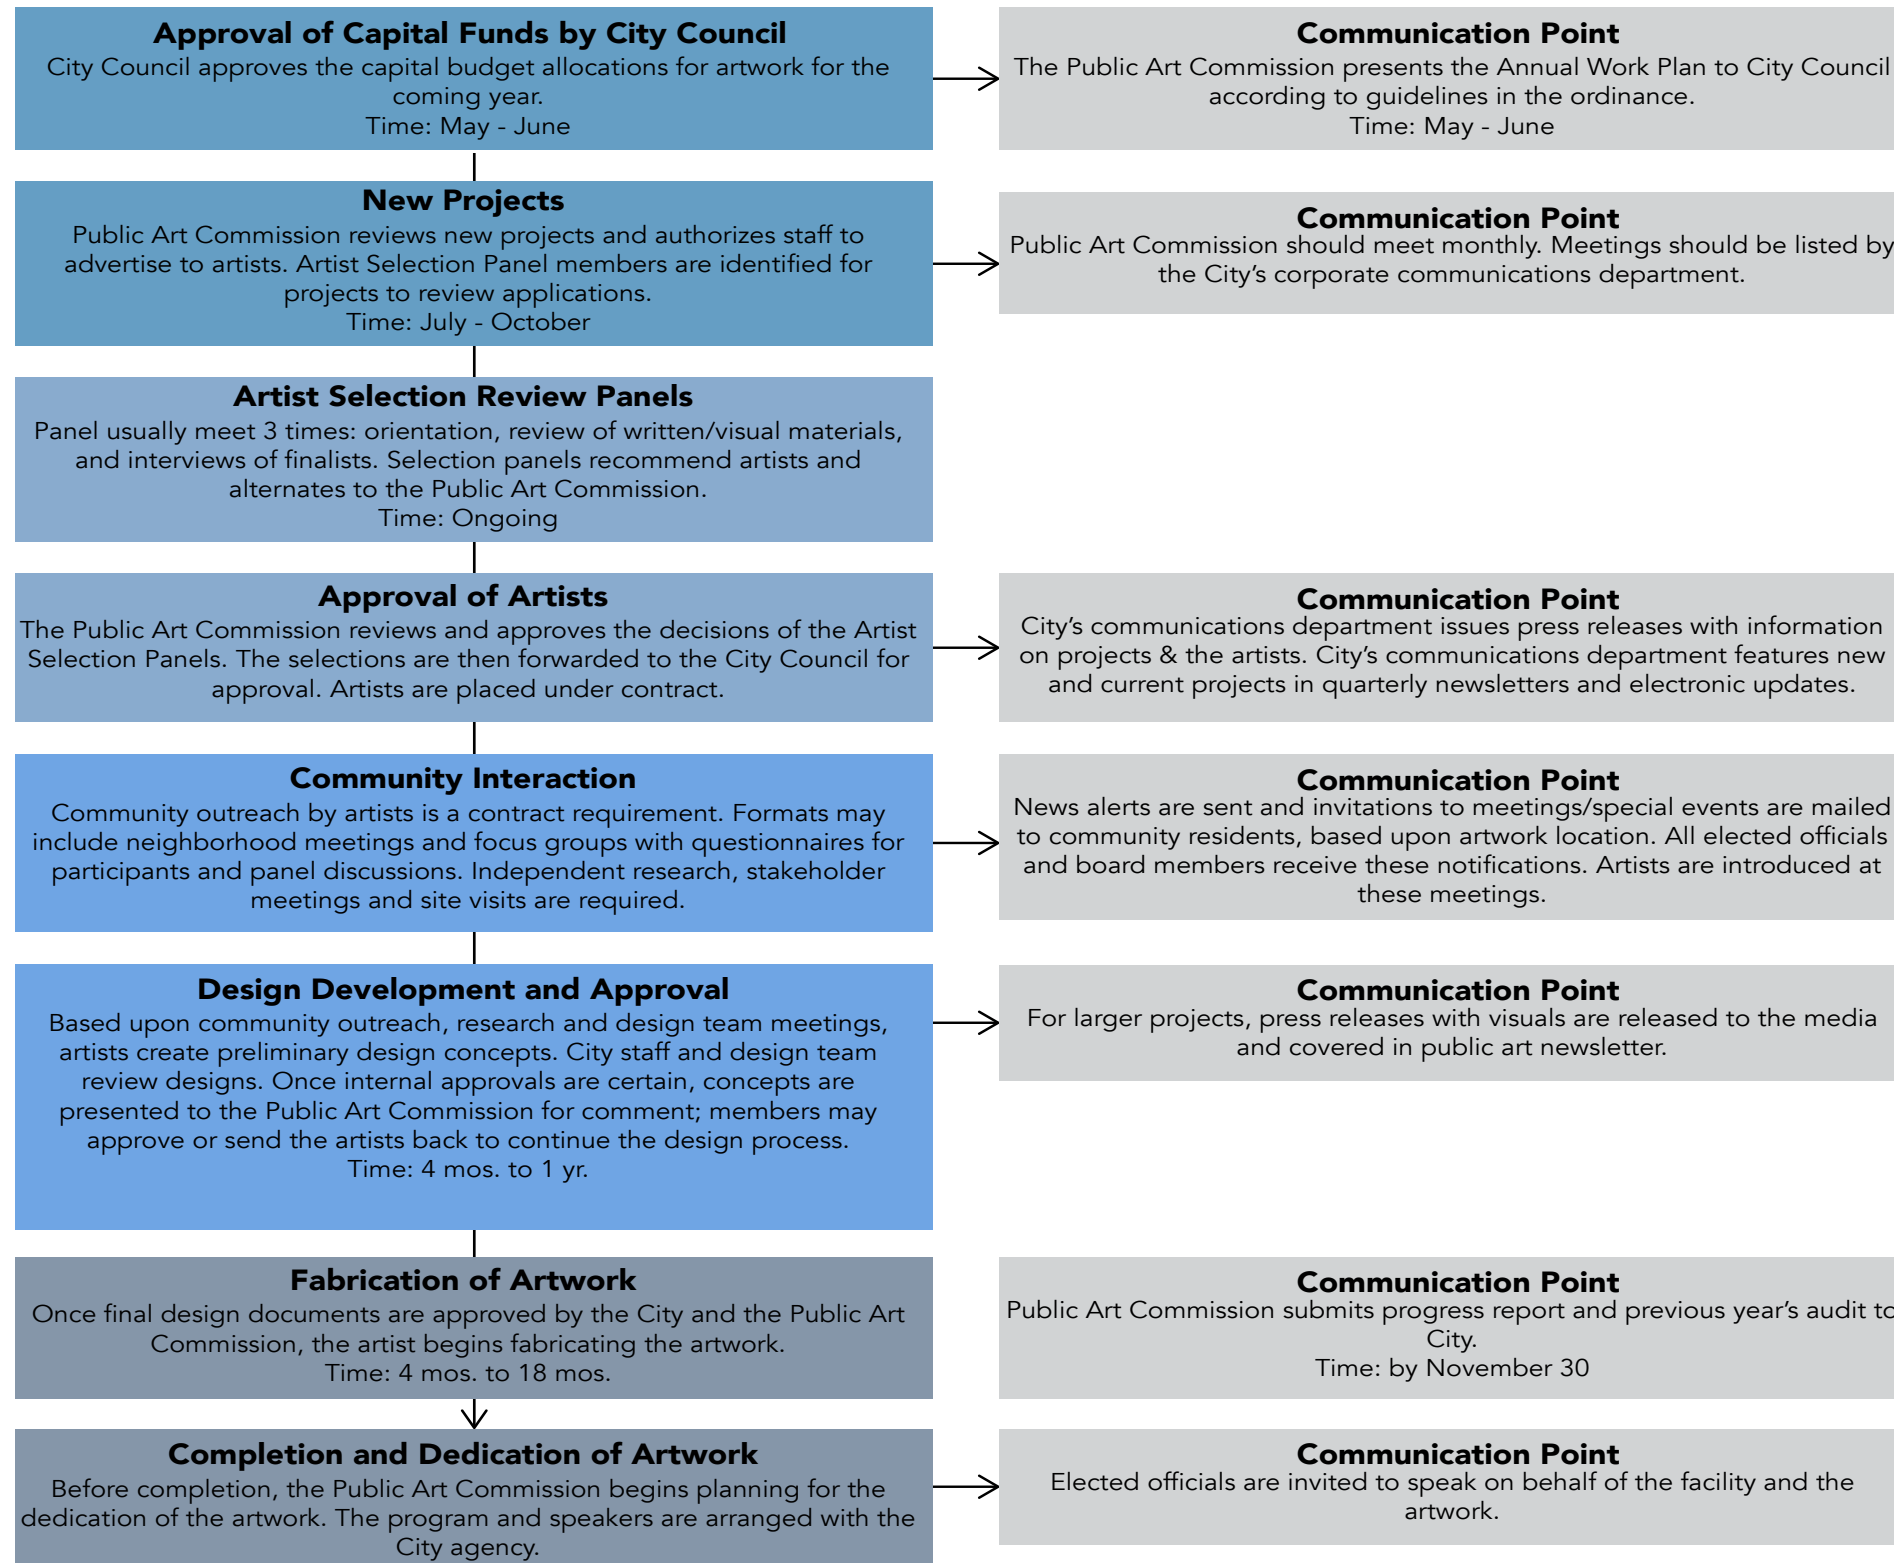 Approval of Capital Funds by City Council
City Council approves the capital budget allocations for artwork for the
coming year.
Time: May - June
Communication Point
The Public Art Commission presents the Annual Work Plan to City Council
according to guidelines in the ordinance.
Time: May - June
New Projects
Public Art Commission reviews new projects and authorizes staff to
advertise to artists. Artist Selection Panel members are identified for
projects to review applications.
Time: July - October
Communication Point
Public Art Commission should meet monthly. Meetings should be listed by
the City's corporate communications department.
Artist Selection Review Panels
Panel usually meet 3 times: orientation, review of written/visual materials,
and interviews of finalists. Selection panels recommend artists and
alternates to the Public Art Commission.
Time: Ongoing
Approval of Artists
The Public Art Commission reviews and approves the decisions of the Artist
Selection Panels. The selections are then forwarded to the City Council for
approval. Artists are placed under contract.
Communication Point
City's communications department issues press releases with information
on projects & the artists. City's communications department features new
and current projects in quarterly newsletters and electronic updates.
Community Interaction
Community outreach by artists is a contract requirement. Formats may
include neighborhood meetings and focus groups with questionnaires for
participants and panel discussions. Independent research, stakeholder
meetings and site visits are required.
Communication Point
News alerts are sent and invitations to meetings/special events are mailed
to community residents, based upon artwork location. All elected officials
and board members receive these notifications. Artists are introduced at
these meetings.
Design Development and Approval
Based upon community outreach, research and design team meetings,
artists create preliminary design concepts. City staff and design team
review designs. Once internal approvals are certain, concepts are
presented to the Public Art Commission for comment; members may
approve or send the artists back to continue the design process.
Time: 4 mos. to 1 yr.
Communication Point
For larger projects, press releases with visuals are released to the media
and covered in public art newsletter.
Fabrication of Artwork
Once final design documents are approved by the City and the Public Art
Commission, the artist begins fabricating the artwork.
Time: 4 mos. to 18 mos.
Communication Point
Public Art Commission submits progress report and previous year's audit to
City.
Time: by November 30
Completion and Dedication of Artwork
Before completion, the Public Art Commission begins planning for the
dedication of the artwork. The program and speakers are arranged with the
City agency.
Communication Point
Elected officials are invited to speak on behalf of the facility and the
artwork.